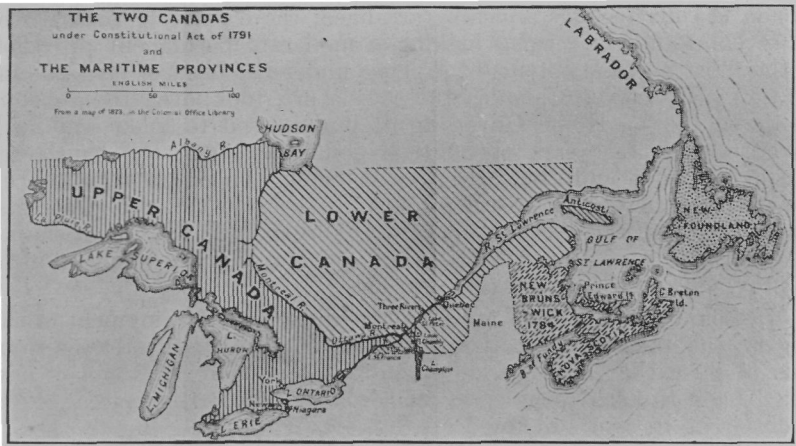 THE TWO CANADAS
under Constitutional Act of 1791
and
THE MARITIME PROVINCES
ENGLISH MILES
0 50 100
From a map of 1823, in the Colonial Office Library
LABRADOR
HUDSON
BAY
Albany R.
UPPER CANADA
LOWER
CANADA
LAKE SUPERIOR
L. MICHIGAN
L.
HURON
L. ERIE
L. ONTARIO
York
Niagara
Montreal R.
Ottawa R.
Montreal
Three Rivers
Quebec
R. St Lawrence
Anticosti
GULF OF
ST LAWRENCE
NEW
FOUNDLAND
NEW
BRUNS
WICK
1784
Prince
Edward Is.
C. Breton
Id.
NOVA SCOTIA
B. of Fundy
Maine
L.
Champlain